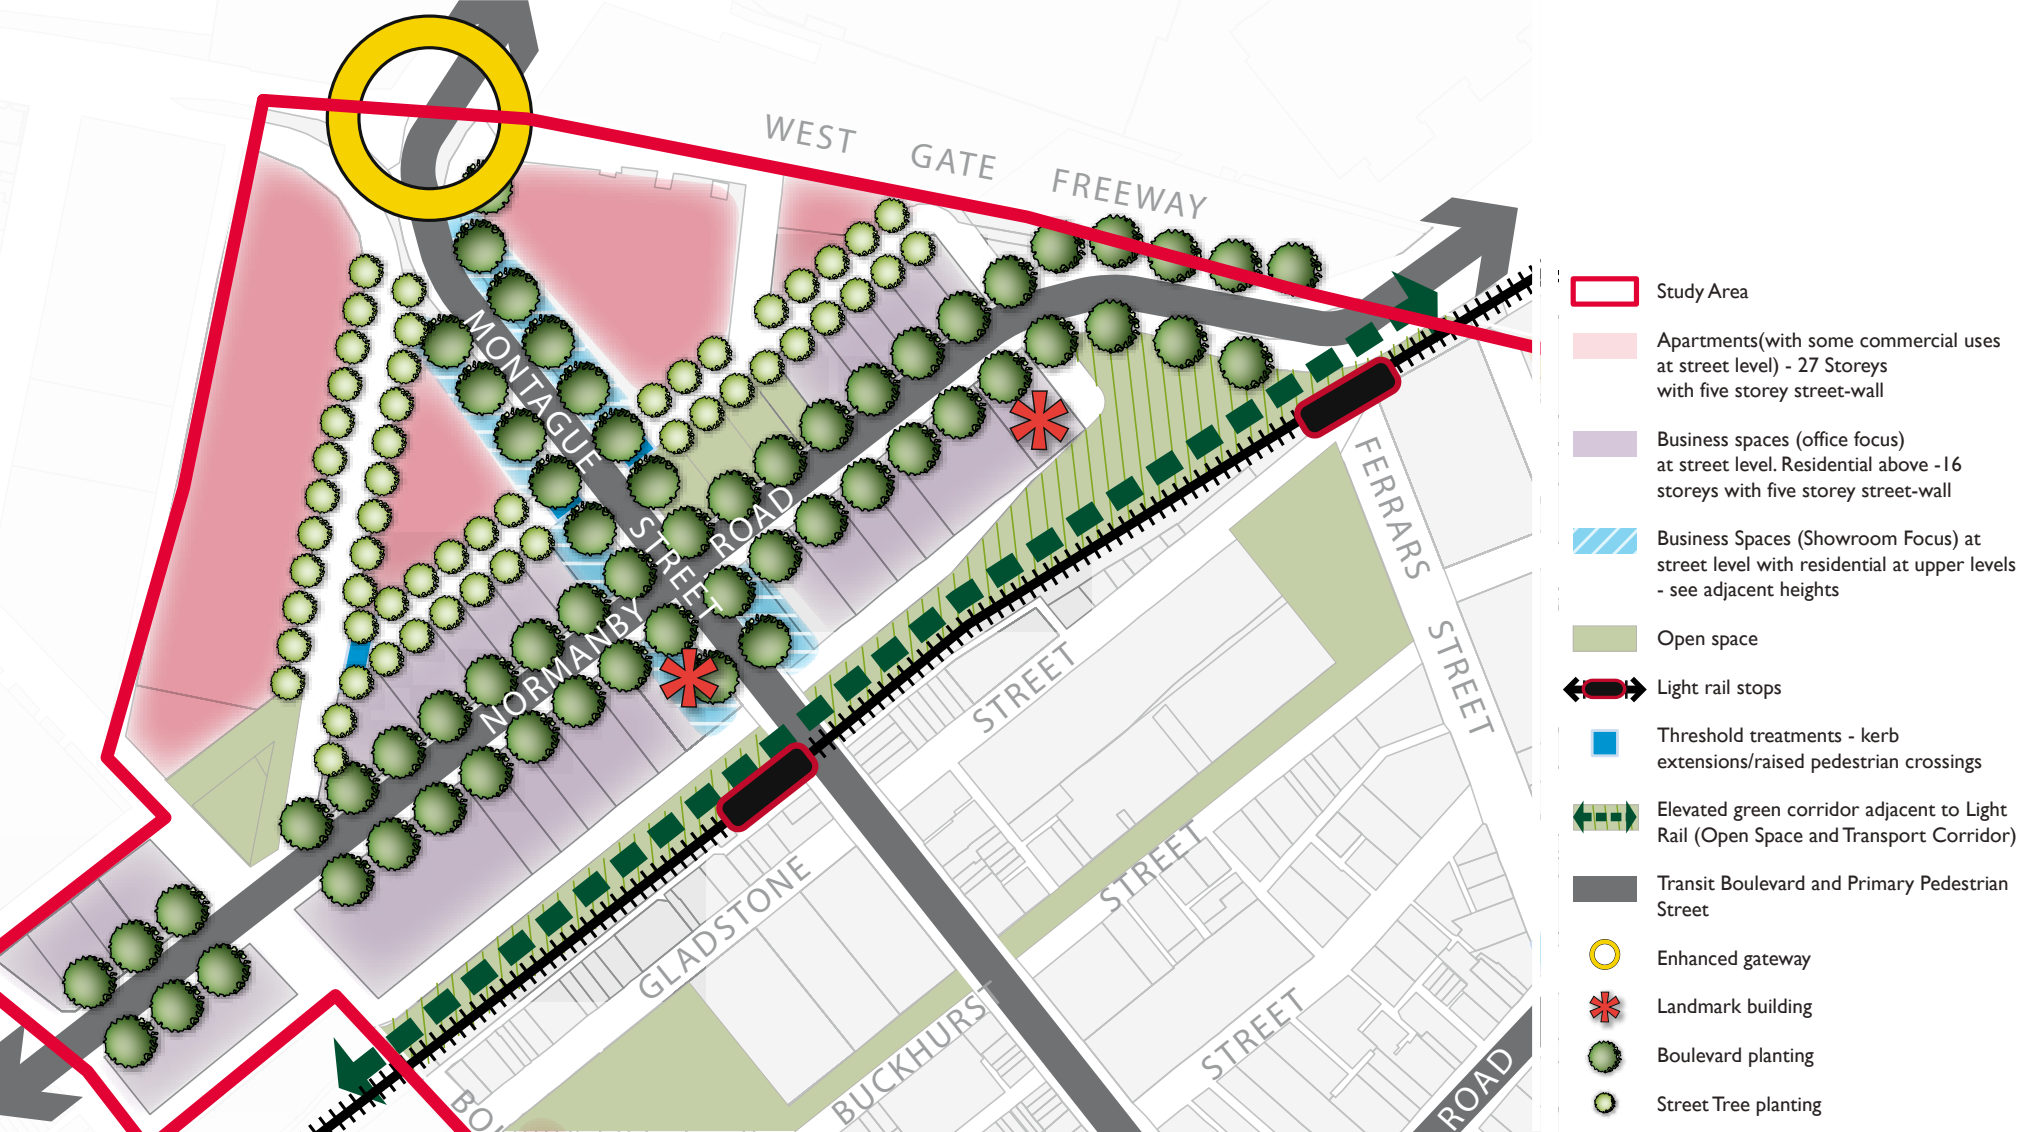 WEST GATE FREEWAY
MONTAGUE STREET
NORMANBY ROAD
FERRARS STREET
STREET
GLADSTONE
STREET
BUCKHURST
STREET
ROAD
Study Area
Apartments(with some commercial uses
at street level) - 27 Storeys
with five storey street-wall
Business spaces (office focus)
at street level. Residential above -16
storeys with five storey street-wall
Business Spaces (Showroom Focus) at
street level with residential at upper levels
- see adjacent heights
Open space
Light rail stops
Threshold treatments - kerb
extensions/raised pedestrian crossings
Elevated green corridor adjacent to Light
Rail (Open Space and Transport Corridor)
Transit Boulevard and Primary Pedestrian
Street
Enhanced gateway
Landmark building
Boulevard planting
Street Tree planting